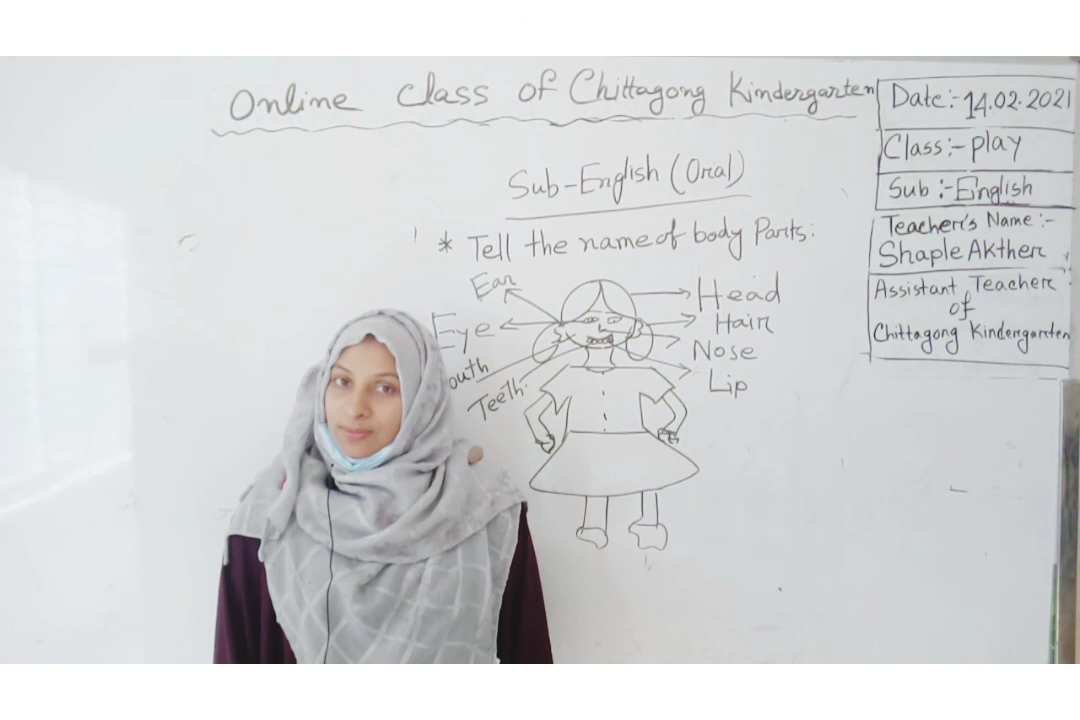 Online Class of Chittagong Kindergarten
Date:- 14.02.2021
Class:- play
Sub:- English
Teacher's Name:-
Shaple Akther
Assistant Teacher
of
Chittagong Kindergarten
Sub-English (Oral)
* Tell the name of body Parts:
Ear
Head
Eye
Hair
Nose
outh
Lip
Teeth